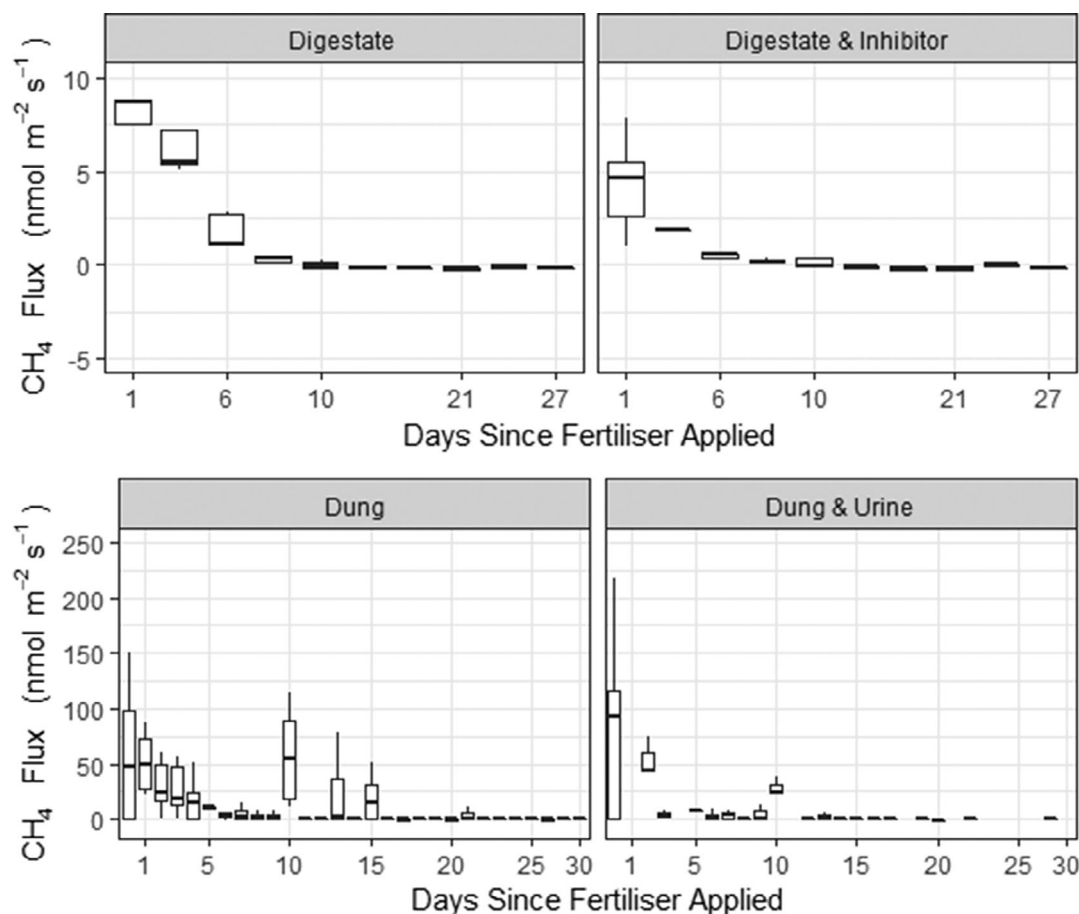 Digestate
Digestate & Inhibitor
CH₄ Flux (nmol m⁻² s⁻¹)
10
5
0
-5
1 6 10 21 27
1 6 10 21 27
Days Since Fertiliser Applied
Dung
Dung & Urine
CH₄ Flux (nmol m⁻² s⁻¹)
250
200
150
100
50
0
1 5 10 15 20 25 30
1 5 10 15 20 25 30
Days Since Fertiliser Applied